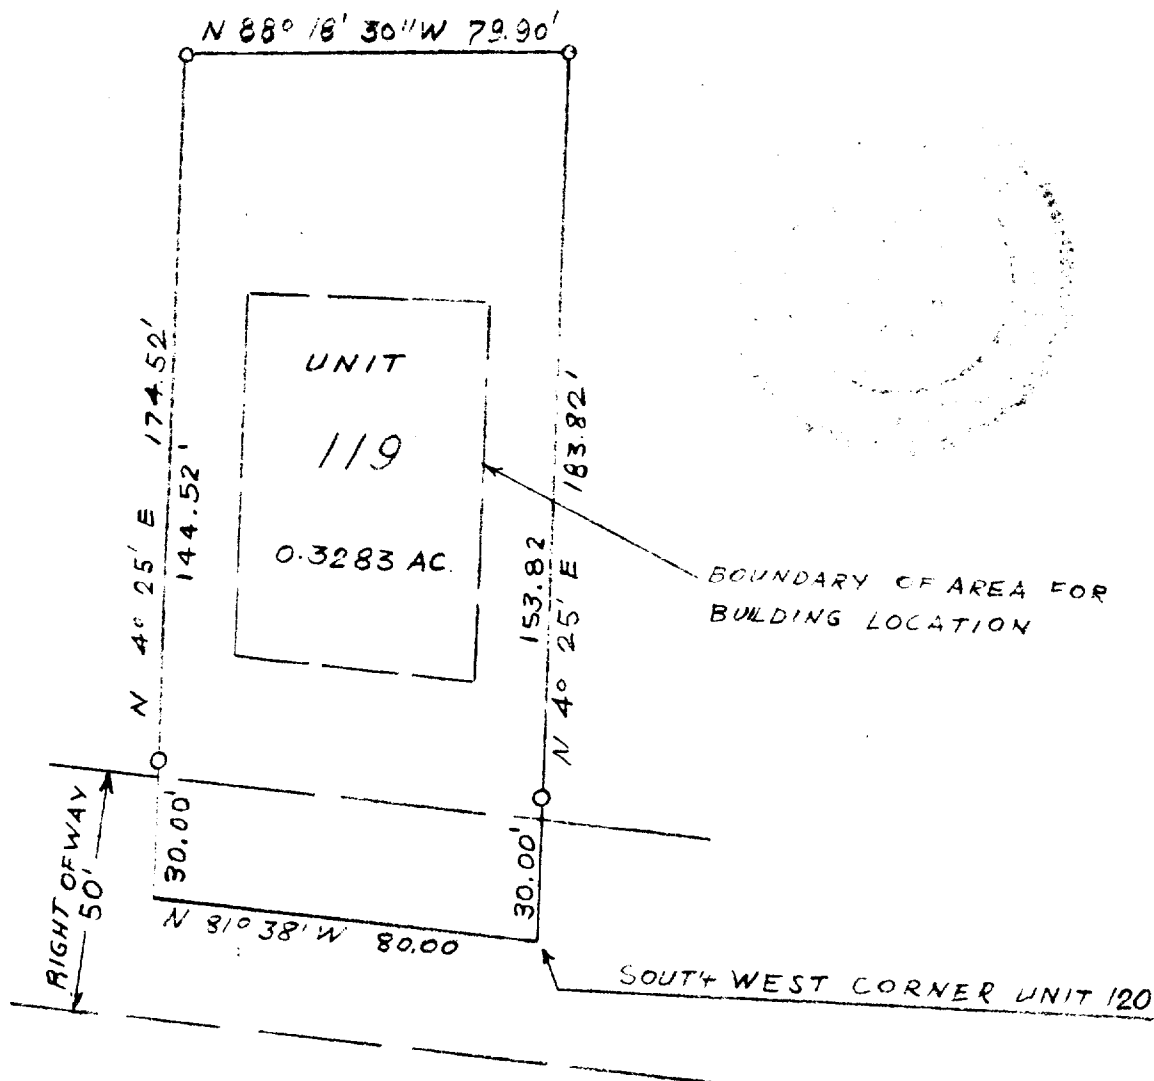 N 88° 18' 30" W 79.90'
N 4° 25' E 174.52'
144.52'
UNIT
119
0.3283 AC.
183.82'
153.82
N 4° 25' E
BOUNDARY OF AREA FOR
BUILDING LOCATION
RIGHT OF WAY
50'
30.00'
30.00'
N 81° 38' W 80.00
SOUTH WEST CORNER UNIT 120